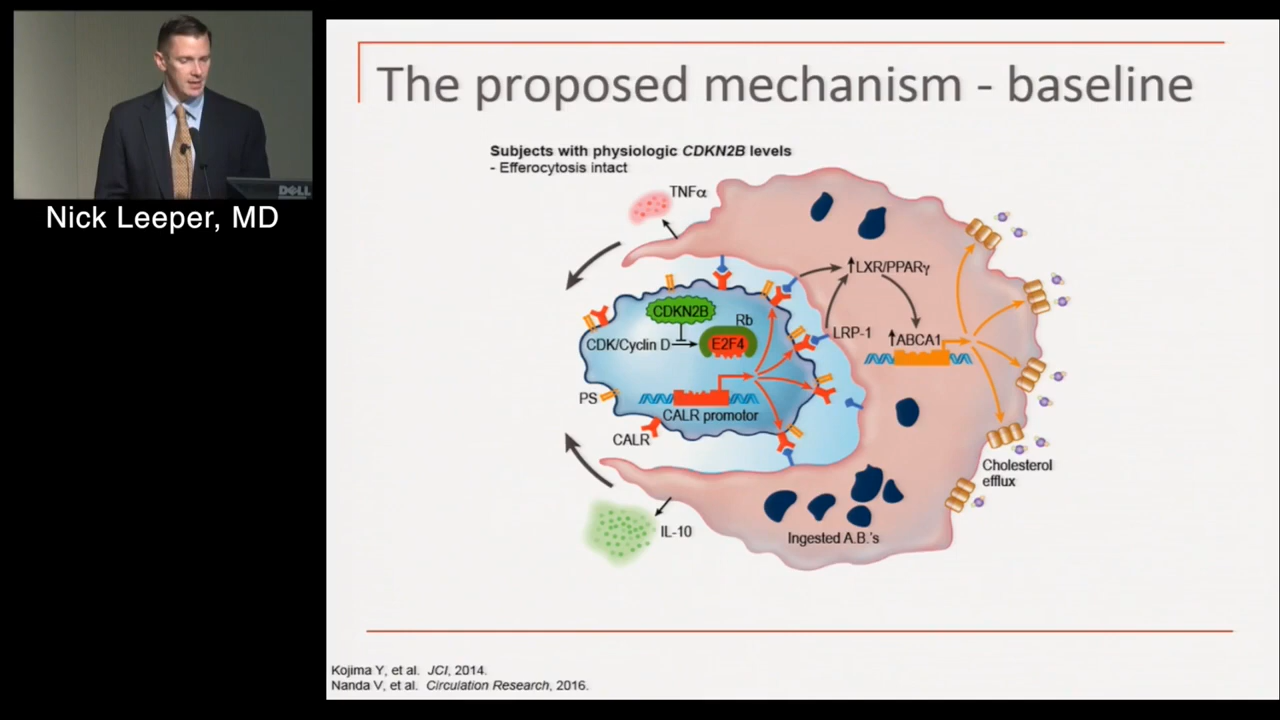 DELL
Nick Leeper, MD
The proposed mechanism - baseline
Subjects with physiologic CDKN2B levels
- Efferocytosis intact
TNFα
↑LXR/PPARγ
CDKN2B
Rb
CDK/Cyclin D
E2F4
LRP-1
↑ABCA1
PS
CALR promotor
CALR
Cholesterol
efflux
IL-10
Ingested A.B.'s
Kojima Y, et al. JCI, 2014.
Nanda V, et al. Circulation Research, 2016.